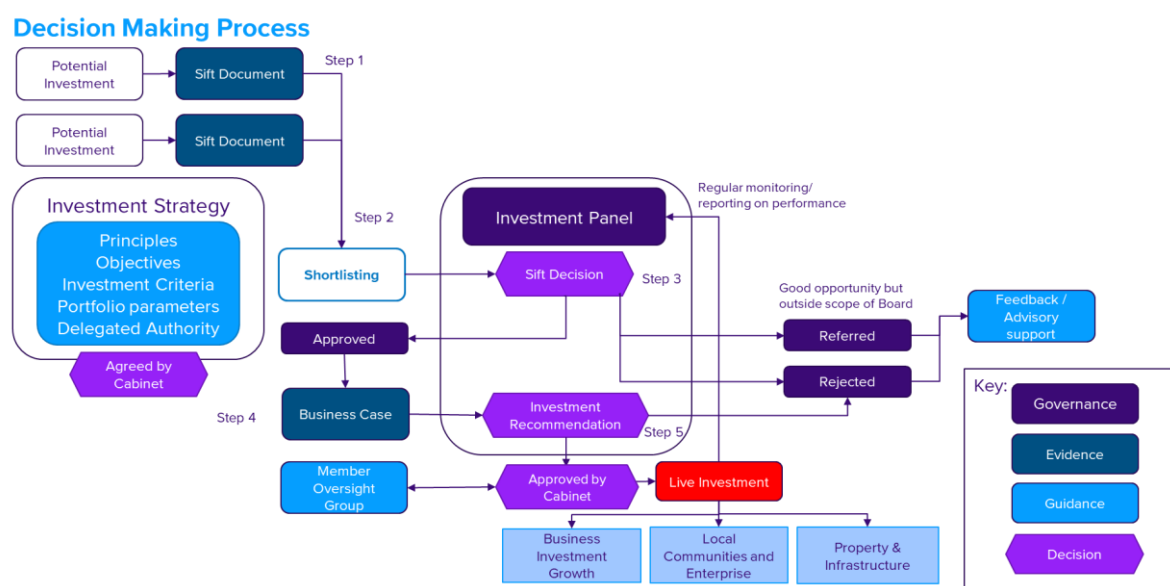 Decision Making Process
Potential
Investment
Sift Document
Step 1
Potential
Investment
Sift Document
Investment Strategy
Principles
Objectives
Investment Criteria
Portfolio parameters
Delegated Authority
Agreed by
Cabinet
Step 2
Shortlisting
Investment Panel
Regular monitoring/
reporting on performance
Sift Decision
Step 3
Good opportunity but
outside scope of Board
Approved
Referred
Feedback /
Advisory
support
Rejected
Step 4
Business Case
Investment
Recommendation
Step 5
Member
Oversight
Group
Approved by
Cabinet
Live Investment
Business
Investment
Growth
Local
Communities and
Enterprise
Property &
Infrastructure
Key:
Governance
Evidence
Guidance
Decision